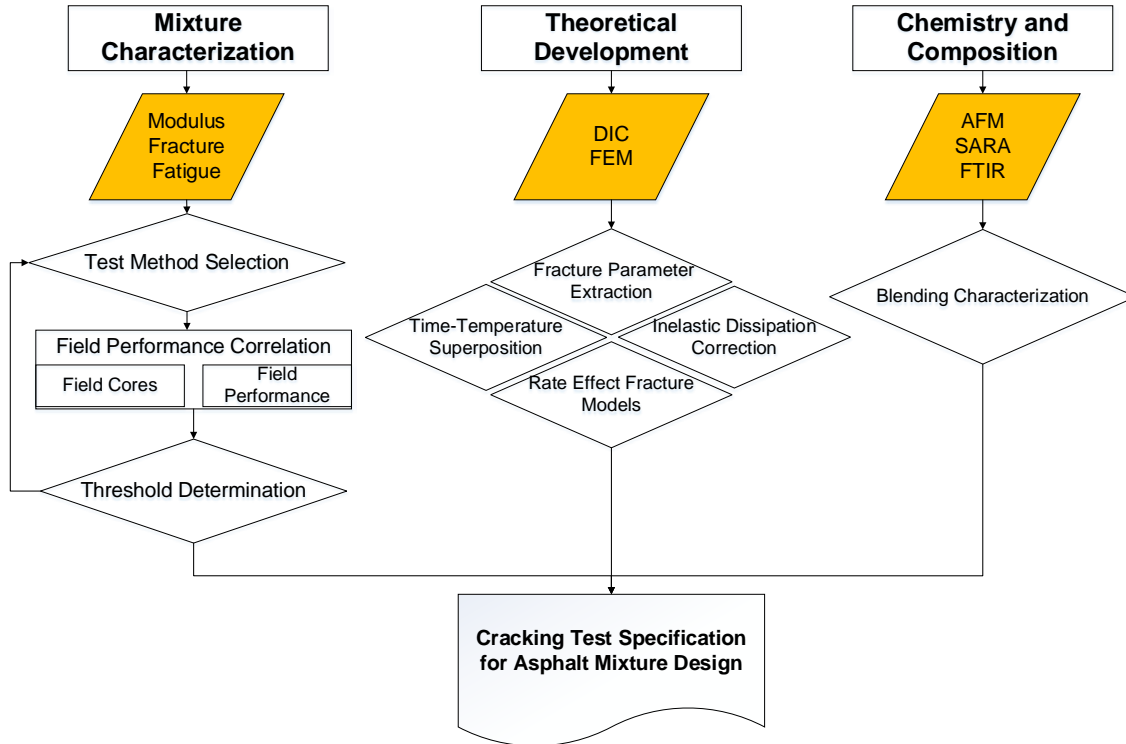 Mixture
Characterization
Modulus
Fracture
Fatigue
Test Method Selection
Field Performance Correlation
Field Cores
Field
Performance
Threshold Determination
Theoretical
Development
DIC
FEM
Fracture Parameter
Extraction
Time-Temperature
Superposition
Inelastic Dissipation
Correction
Rate Effect Fracture
Models
Chemistry and
Composition
AFM
SARA
FTIR
Blending Characterization
Cracking Test Specification
for Asphalt Mixture Design